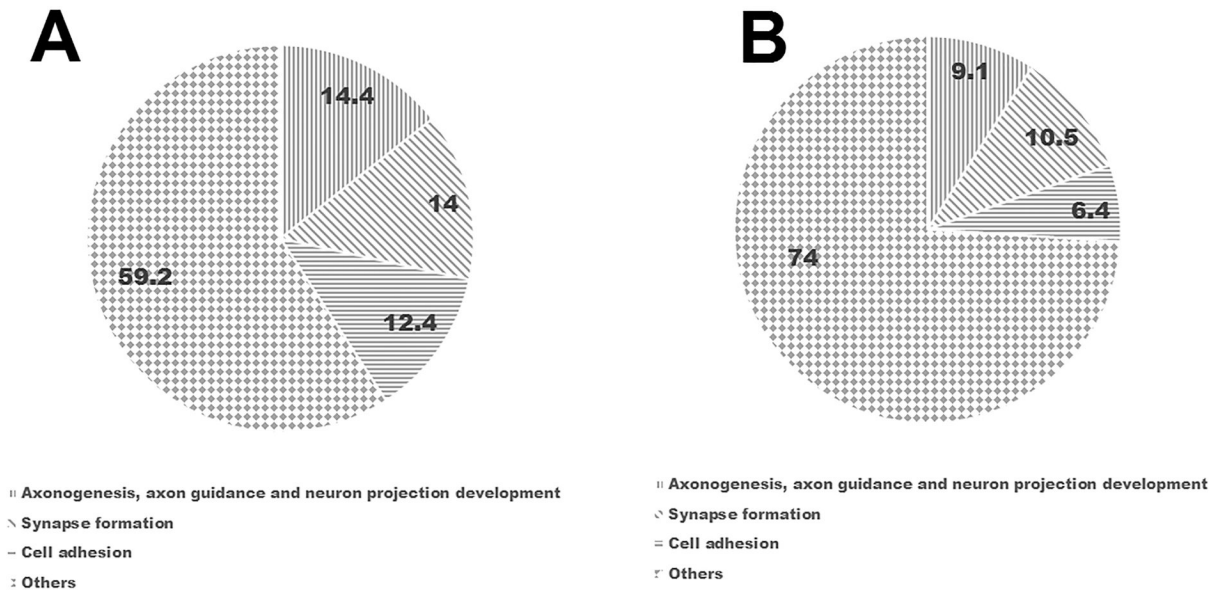 A
14.4
14
12.4
59.2
Axonogenesis, axon guidance and neuron projection development
Synapse formation
Cell adhesion
Others
B
9.1
10.5
6.4
74
Axonogenesis, axon guidance and neuron projection development
Synapse formation
Cell adhesion
Others